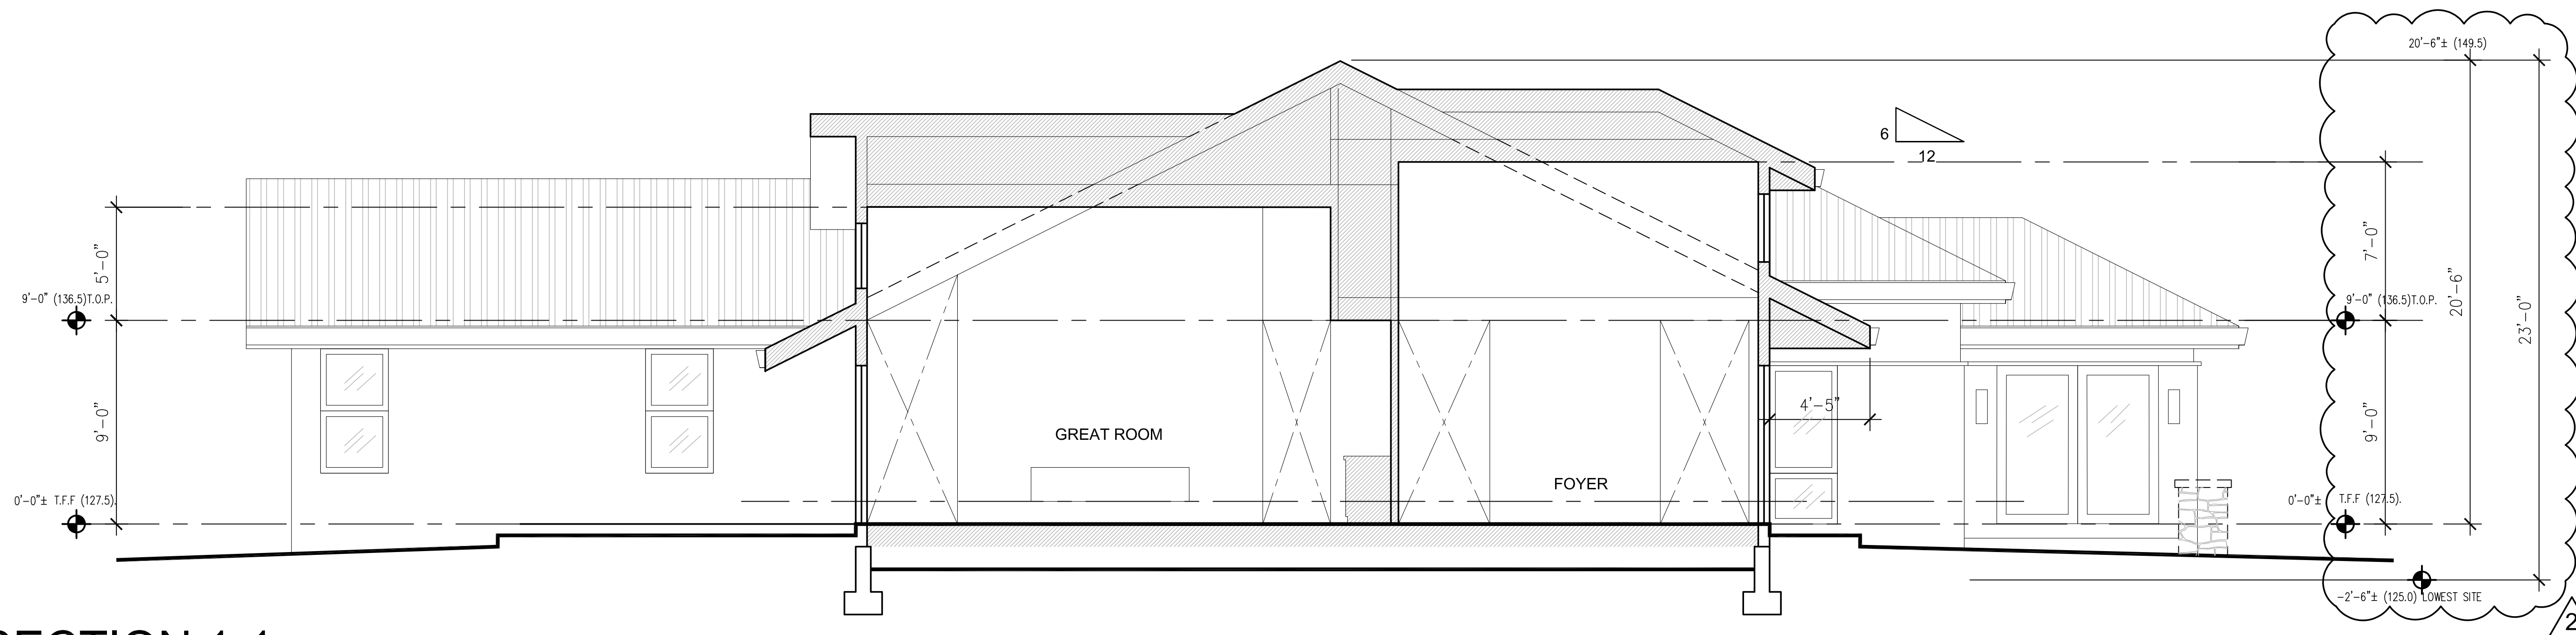 20'-6"± (149.5)
6
12
5'-0"
7'-0"
20'-6"
23'-0"
9'-0" (136.5)T.O.P.
9'-0" (136.5)T.O.P.
9'-0"
4'-5"
9'-0"
GREAT ROOM
FOYER
0'-0"± T.F.F (127.5).
0'-0"± T.F.F (127.5).
-2'-6"± (125.0) LOWEST SITE
2